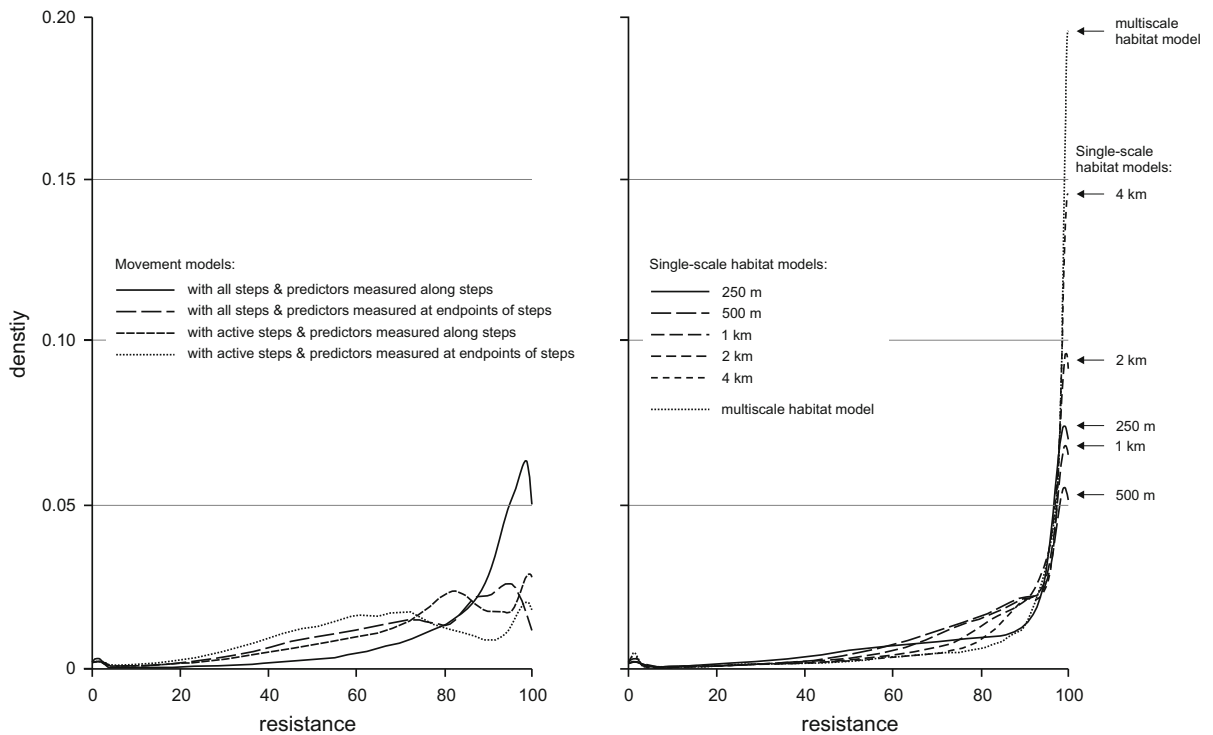 denstiy
0.20
0.15
0.10
0.05
0
0 20 40 60 80 100
resistance
Movement models:
with all steps & predictors measured along steps
with all steps & predictors measured at endpoints of steps
with active steps & predictors measured along steps
with active steps & predictors measured at endpoints of steps
Single-scale habitat models:
250 m
500 m
1 km
2 km
4 km
multiscale habitat model
0 20 40 60 80 100
resistance
multiscale
habitat model
Single-scale
habitat models:
4 km
2 km
250 m
1 km
500 m